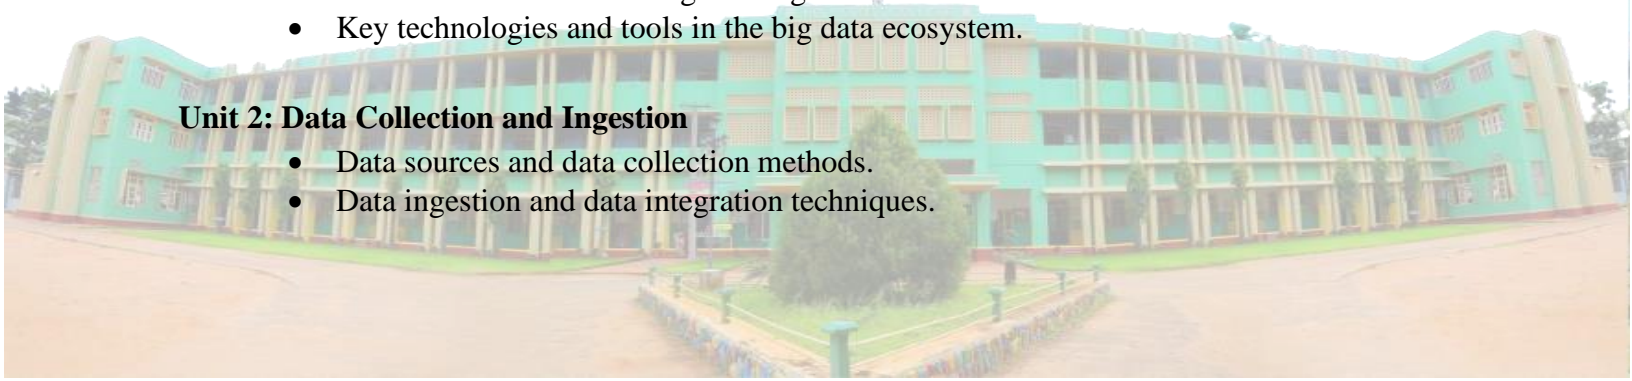 • Key technologies and tools in the big data ecosystem.
Unit 2: Data Collection and Ingestion
• Data sources and data collection methods.
• Data ingestion and data integration techniques.